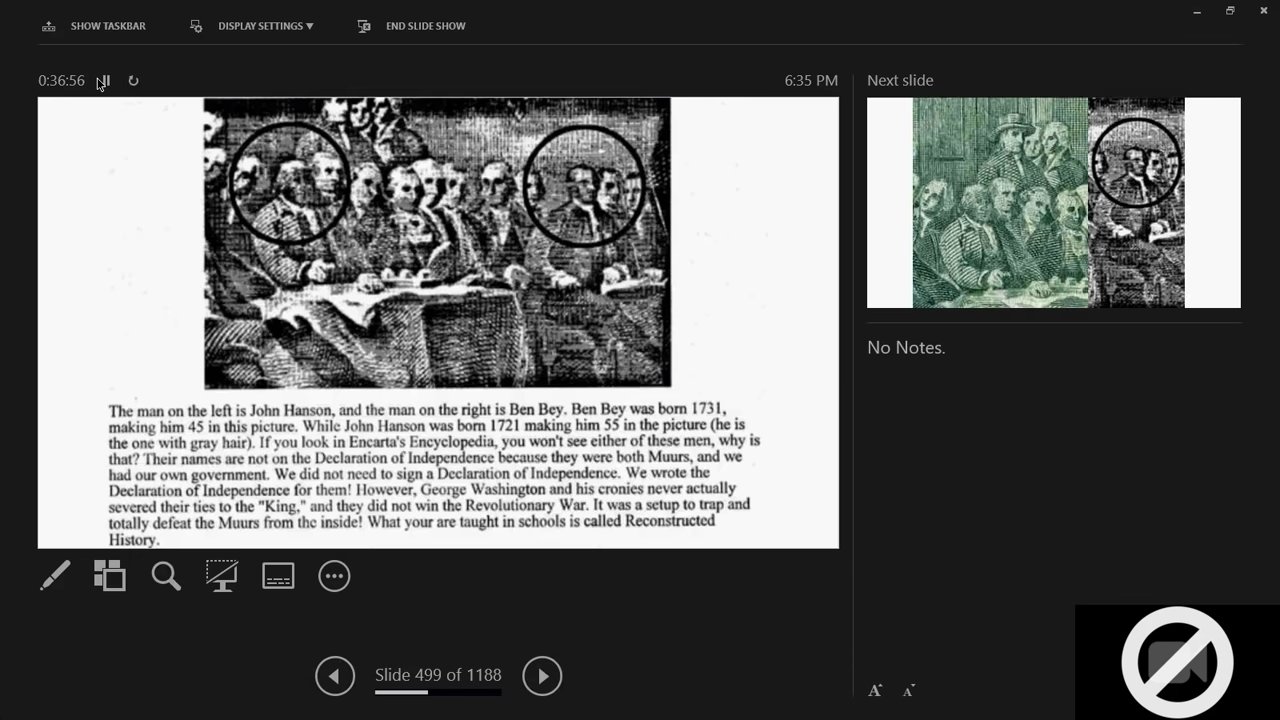 SHOW TASKBAR
DISPLAY SETTINGS ▼
END SLIDE SHOW
0:36:56
6:35 PM
Next slide
The man on the left is John Hanson, and the man on the right is Ben Bey. Ben Bey was born 1731,
making him 45 in this picture. While John Hanson was born 1721 making him 55 in the picture (he is
the one with gray hair). If you look in Encarta's Encyclopedia, you won't see either of these men, why is
that? Their names are not on the Declaration of Independence because they were both Muurs, and we
had our own government. We did not need to sign a Declaration of Independence. We wrote the
Declaration of Independence for them! However, George Washington and his cronies never actually
severed their ties to the "King," and they did not win the Revolutionary War. It was a setup to trap and
totally defeat the Muurs from the inside! What your are taught in schools is called Reconstructed
History.
No Notes.
Slide 499 of 1188
A
A